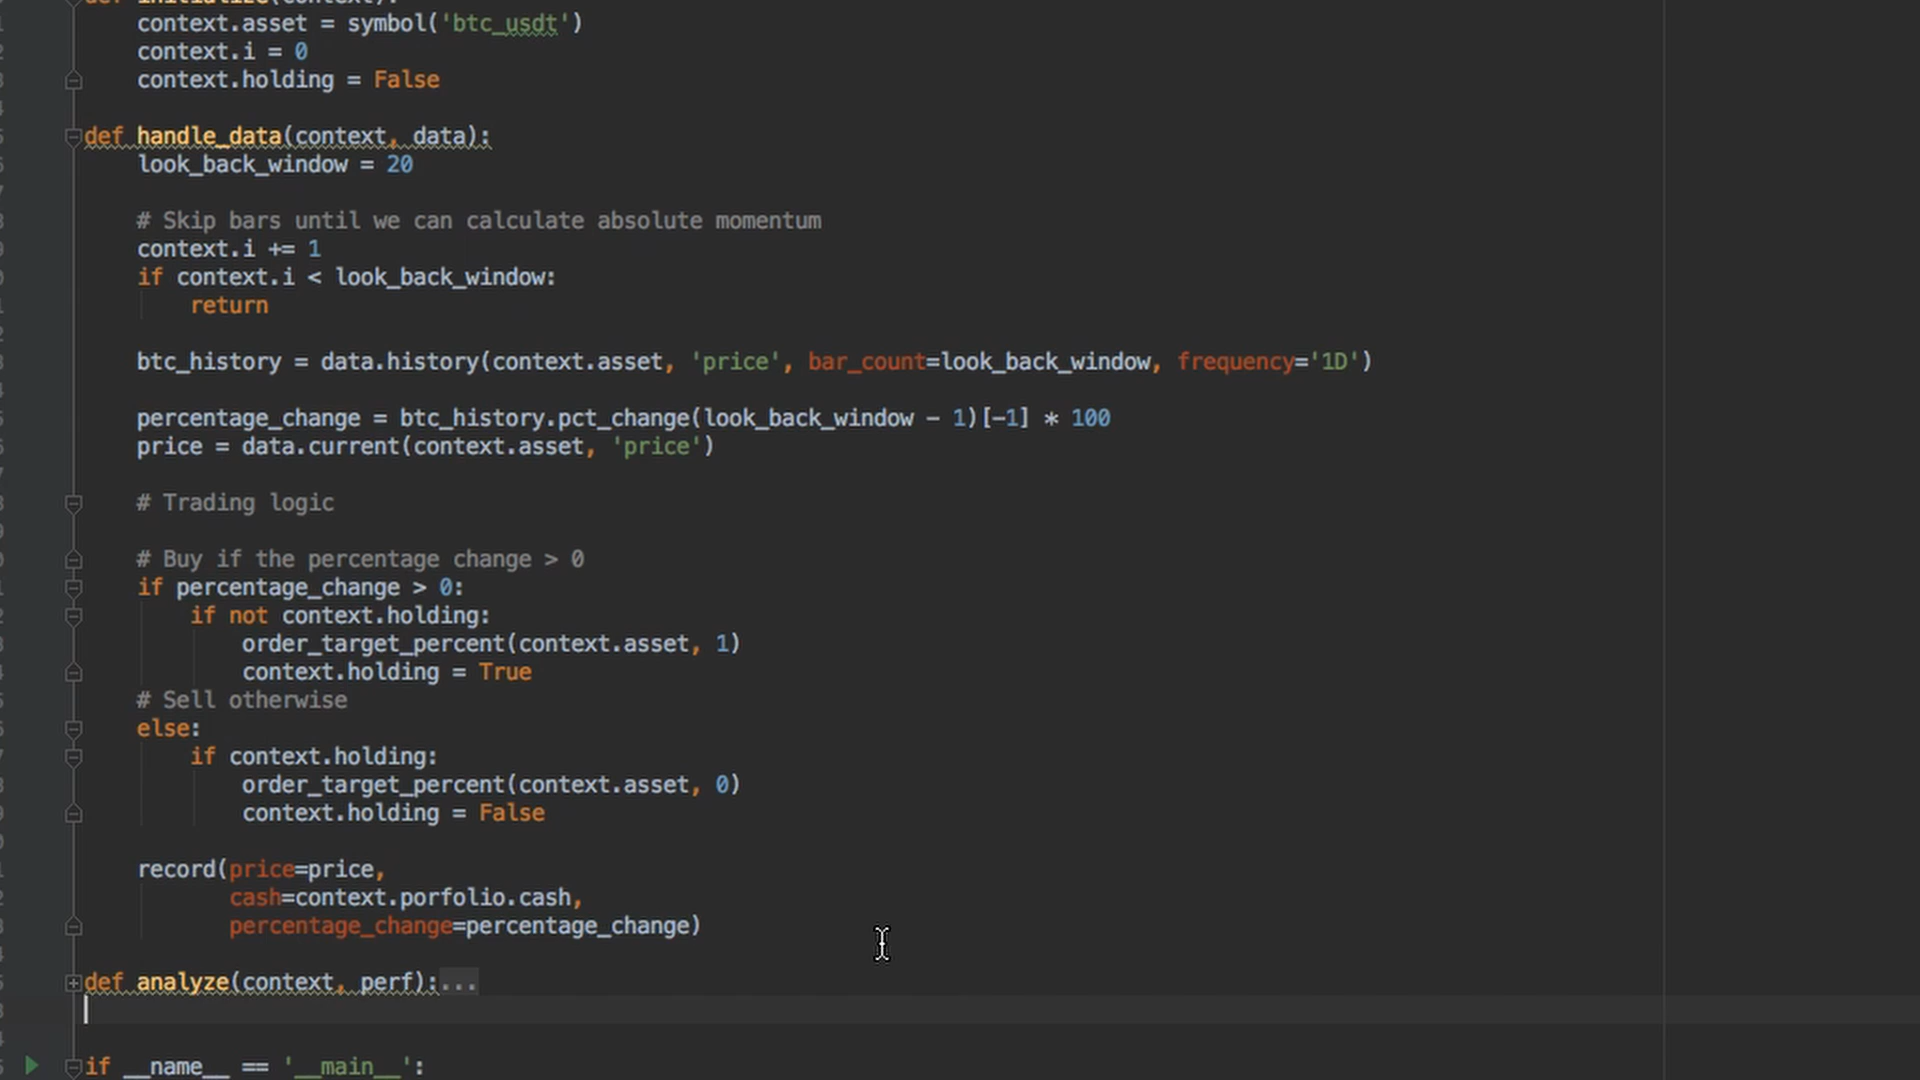 def initialize(context):
    context.asset = symbol('btc_usdt')
    context.i = 0
    context.holding = False
def handle_data(context, data):
    look_back_window = 20
    # Skip bars until we can calculate absolute momentum
    context.i += 1
    if context.i < look_back_window:
        return
    btc_history = data.history(context.asset, 'price', bar_count=look_back_window, frequency='1D')
    percentage_change = btc_history.pct_change(look_back_window - 1)[-1] * 100
    price = data.current(context.asset, 'price')
    # Trading logic
    # Buy if the percentage change > 0
    if percentage_change > 0:
        if not context.holding:
            order_target_percent(context.asset, 1)
            context.holding = True
    # Sell otherwise
    else:
        if context.holding:
            order_target_percent(context.asset, 0)
            context.holding = False
    record(price=price,
           cash=context.porfolio.cash,
           percentage_change=percentage_change)
def analyze(context, perf):...
if __name__ == '__main__':